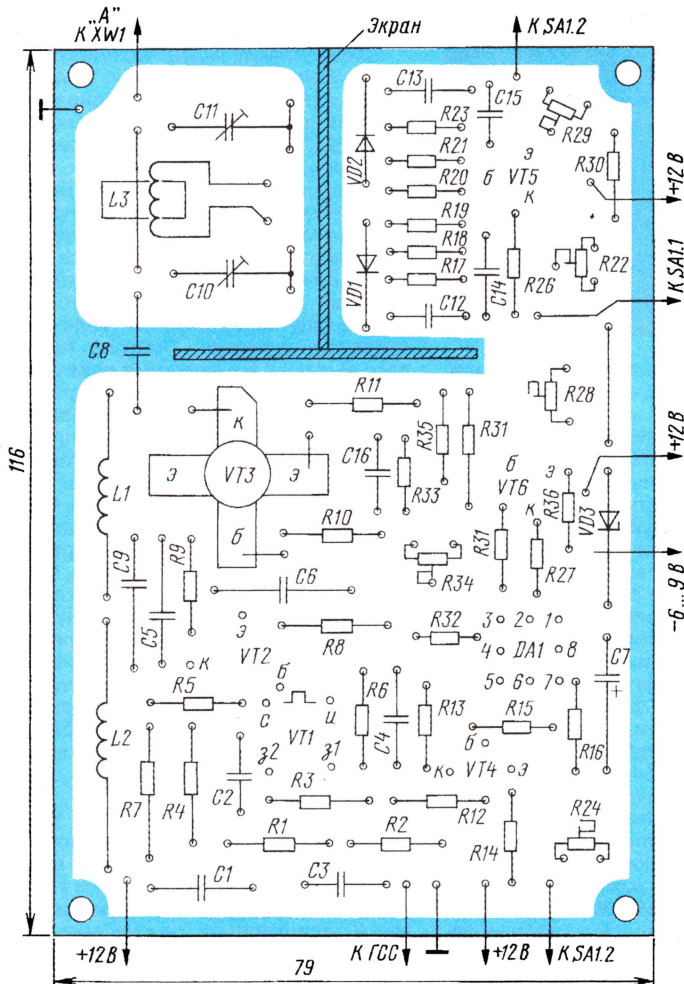 "А"
К XW1
Экран
К SA1.2
C13
C15
R29
C11
R23
R21
R20
VD2
э
б
VT5
к
R30
+12 В
L3
R19
R18
R17
VD1
C14
R26
R22
К SA1.1
C10
C12
C8
R11
R28
116
к
э
VT3
э
б
C16
R35
R31
R33
б
э
VT6
к
R36
+12 В
VD3
L1
R10
R34
R31
R27
-6...9 В
C9
R9
C5
C6
э
к
VT2
R8
R32
3
2
1
4
DA1
8
5
6
7
C7
+
б
R5
с
и
VT1
з2
з1
R6
C4
R13
R15
R16
б
к
VT4
э
L2
R7
R4
C2
R3
R12
R24
R1
R2
R14
C1
C3
+12 В
К ГСС
+12 В
К SA1.2
79